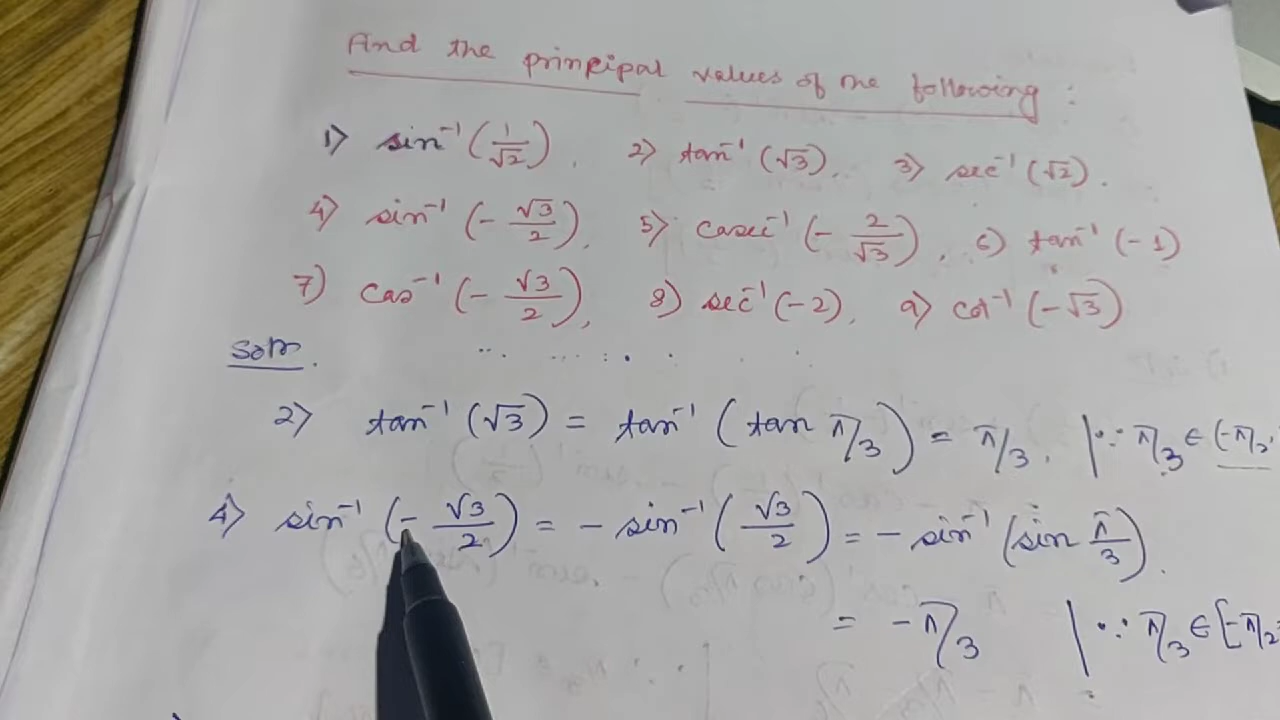 Find the principal values of the following :
1) sin⁻¹(1/√2), 2) tan⁻¹(√3), 3) sec⁻¹(√2).
4) sin⁻¹(-√3/2), 5) cosec⁻¹(-2/√3), 6) tan⁻¹(-1)
7) cos⁻¹(-√3/2), 8) sec⁻¹(-2), 9) cot⁻¹(-√3)
Soln.
2) tan⁻¹(√3) = tan⁻¹(tan π/3) = π/3. | ∵ π/3 ∈ (-π/2,
4) sin⁻¹(-√3/2) = - sin⁻¹(√3/2) = - sin⁻¹(sin π/3).
= -π/3 | ∵ π/3 ∈ [-π/2,